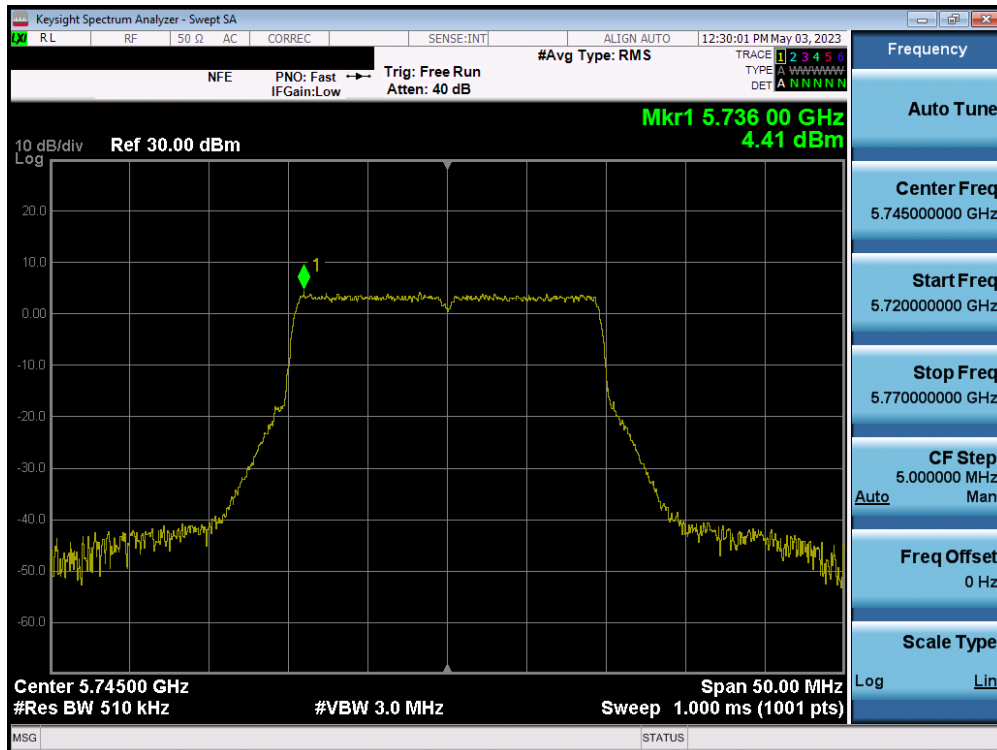 Keysight Spectrum Analyzer - Swept SA
LXI RL RF 50 Ω AC CORREC SENSE:INT ALIGN AUTO 12:30:01 PM May 03, 2023
#Avg Type: RMS
TRACE 1 2 3 4 5 6
TYPE A WWWWW
DET A N N N N N
NFE PNO: Fast Trig: Free Run
IFGain:Low Atten: 40 dB
Mkr1 5.736 00 GHz
4.41 dBm
10 dB/div Ref 30.00 dBm
Log
20.0
1
10.0
0.00
-10.0
-20.0
-30.0
-40.0
-50.0
-60.0
Center 5.74500 GHz Span 50.00 MHz
#Res BW 510 kHz #VBW 3.0 MHz Sweep 1.000 ms (1001 pts)
MSG STATUS
Frequency
Auto Tune
Center Freq
5.745000000 GHz
Start Freq
5.720000000 GHz
Stop Freq
5.770000000 GHz
CF Step
5.000000 MHz
Auto Man
Freq Offset
0 Hz
Scale Type
Log Lin